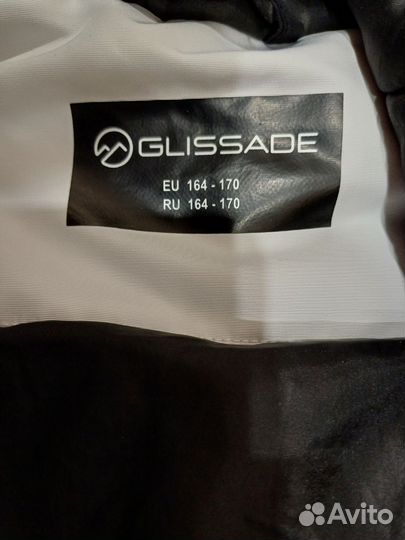 GLISSADE
EU 164 - 170
RU 164 - 170
Avito